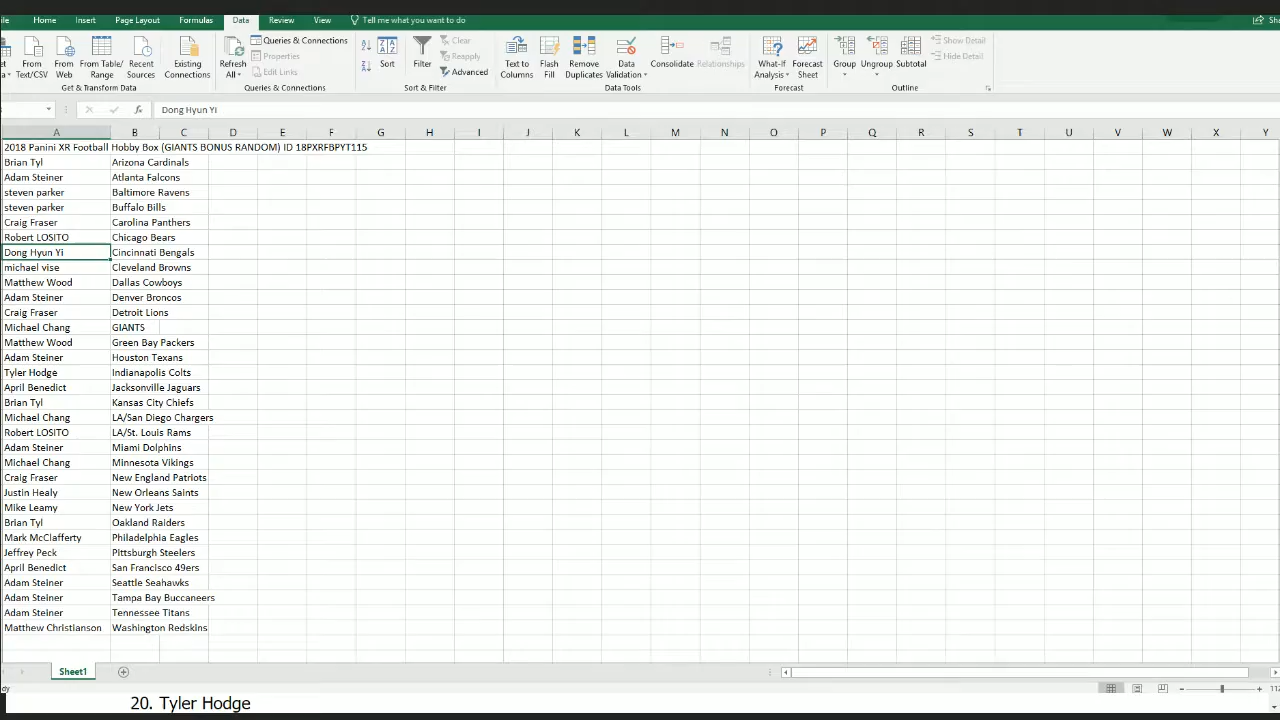 ile Home Insert Page Layout Formulas Data Review View Tell me what you want to do
From Text/CSV From Web From Table/Range Recent Sources Existing Connections Refresh All Queries & Connections Properties Edit Links Sort Filter Clear Reapply Advanced Text to Columns Flash Fill Remove Duplicates Data Validation Consolidate Relationships What-If Analysis Forecast Sheet Group Ungroup Subtotal Show Detail Hide Detail
Get & Transform Data Queries & Connections Sort & Filter Data Tools Forecast Outline
Dong Hyun Yi
A B C D E F G H I J K L M N O P Q R S T U V W X Y
2018 Panini XR Football Hobby Box (GIANTS BONUS RANDOM) ID 18PXRFBPYT115
Brian Tyl Arizona Cardinals
Adam Steiner Atlanta Falcons
steven parker Baltimore Ravens
steven parker Buffalo Bills
Craig Fraser Carolina Panthers
Robert LOSITO Chicago Bears
Dong Hyun Yi Cincinnati Bengals
michael vise Cleveland Browns
Matthew Wood Dallas Cowboys
Adam Steiner Denver Broncos
Craig Fraser Detroit Lions
Michael Chang GIANTS
Matthew Wood Green Bay Packers
Adam Steiner Houston Texans
Tyler Hodge Indianapolis Colts
April Benedict Jacksonville Jaguars
Brian Tyl Kansas City Chiefs
Michael Chang LA/San Diego Chargers
Robert LOSITO LA/St. Louis Rams
Adam Steiner Miami Dolphins
Michael Chang Minnesota Vikings
Craig Fraser New England Patriots
Justin Healy New Orleans Saints
Mike Leamy New York Jets
Brian Tyl Oakland Raiders
Mark McClafferty Philadelphia Eagles
Jeffrey Peck Pittsburgh Steelers
April Benedict San Francisco 49ers
Adam Steiner Seattle Seahawks
Adam Steiner Tampa Bay Buccaneers
Adam Steiner Tennessee Titans
Matthew Christianson Washington Redskins
Sheet1
20. Tyler Hodge